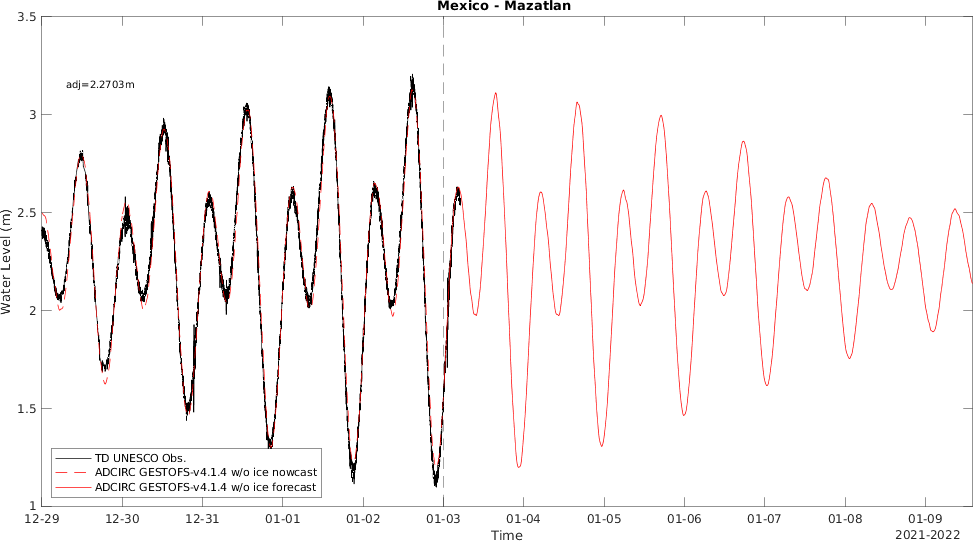 Mexico - Mazatlan
3.5
adj=2.2703m
3
2.5
Water Level (m)
2
1.5
TD UNESCO Obs.
ADCIRC GESTOFS-v4.1.4 w/o ice nowcast
ADCIRC GESTOFS-v4.1.4 w/o ice forecast
1
12-29 12-30 12-31 01-01 01-02 01-03 01-04 01-05 01-06 01-07 01-08 01-09
Time
2021-2022